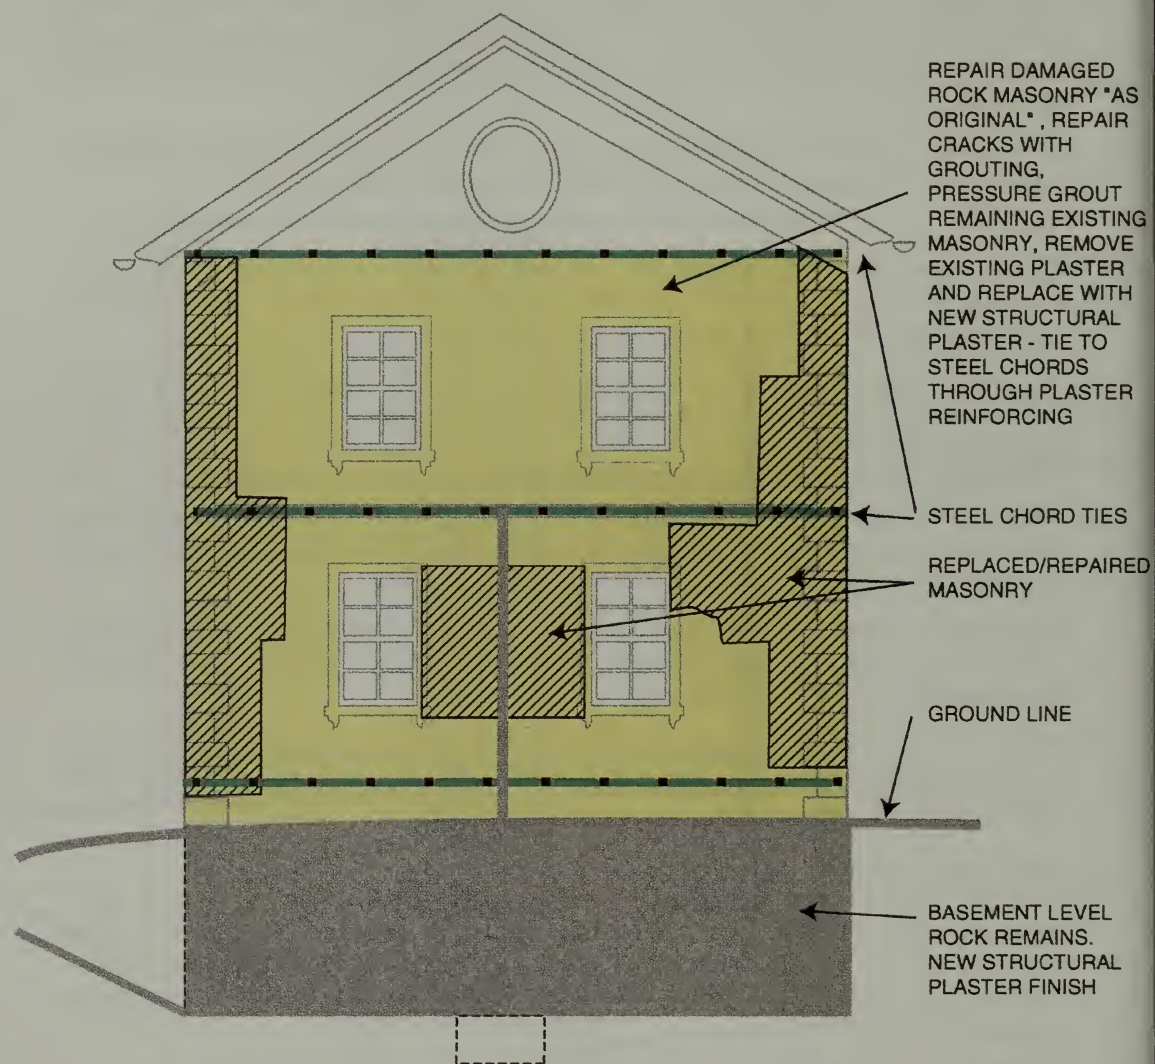 REPAIR DAMAGED
ROCK MASONRY "AS
ORIGINAL" , REPAIR
CRACKS WITH
GROUTING,
PRESSURE GROUT
REMAINING EXISTING
MASONRY, REMOVE
EXISTING PLASTER
AND REPLACE WITH
NEW STRUCTURAL
PLASTER - TIE TO
STEEL CHORDS
THROUGH PLASTER
REINFORCING
STEEL CHORD TIES
REPLACED/REPAIRED
MASONRY
GROUND LINE
BASEMENT LEVEL
ROCK REMAINS.
NEW STRUCTURAL
PLASTER FINISH